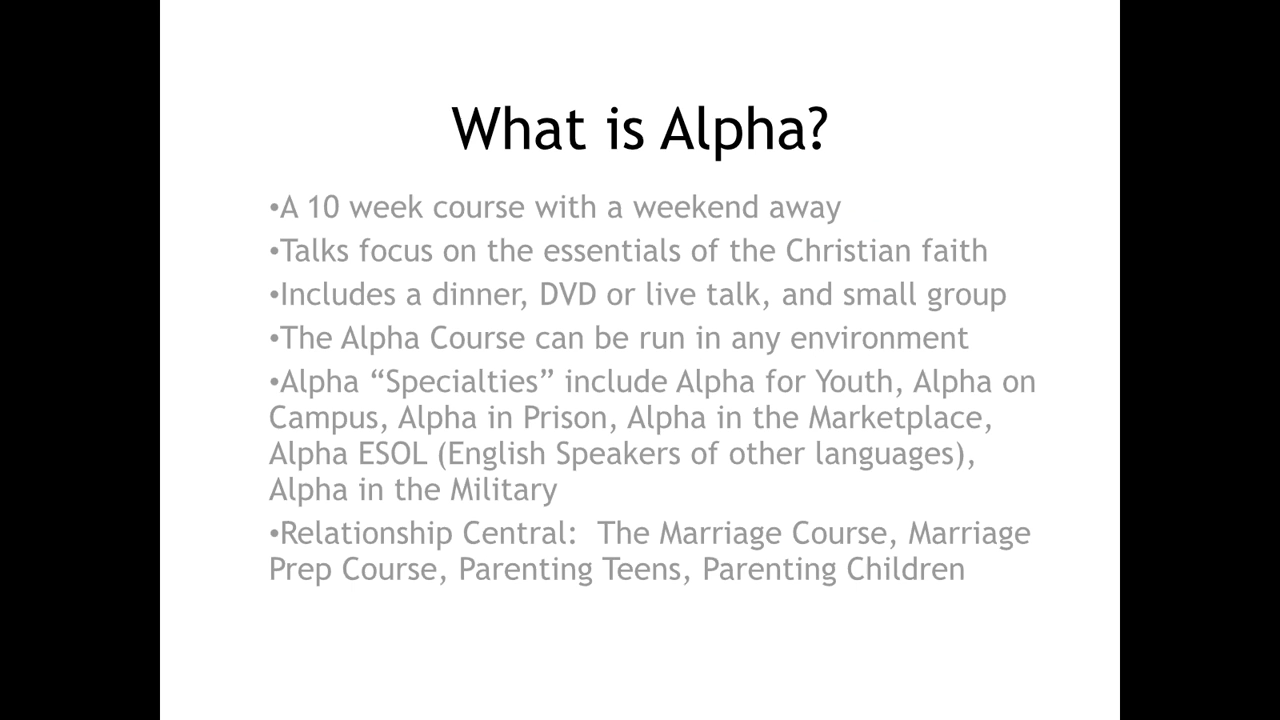 What is Alpha?
•A 10 week course with a weekend away
•Talks focus on the essentials of the Christian faith
•Includes a dinner, DVD or live talk, and small group
•The Alpha Course can be run in any environment
•Alpha “Specialties” include Alpha for Youth, Alpha on
Campus, Alpha in Prison, Alpha in the Marketplace,
Alpha ESOL (English Speakers of other languages),
Alpha in the Military
•Relationship Central:  The Marriage Course, Marriage
Prep Course, Parenting Teens, Parenting Children